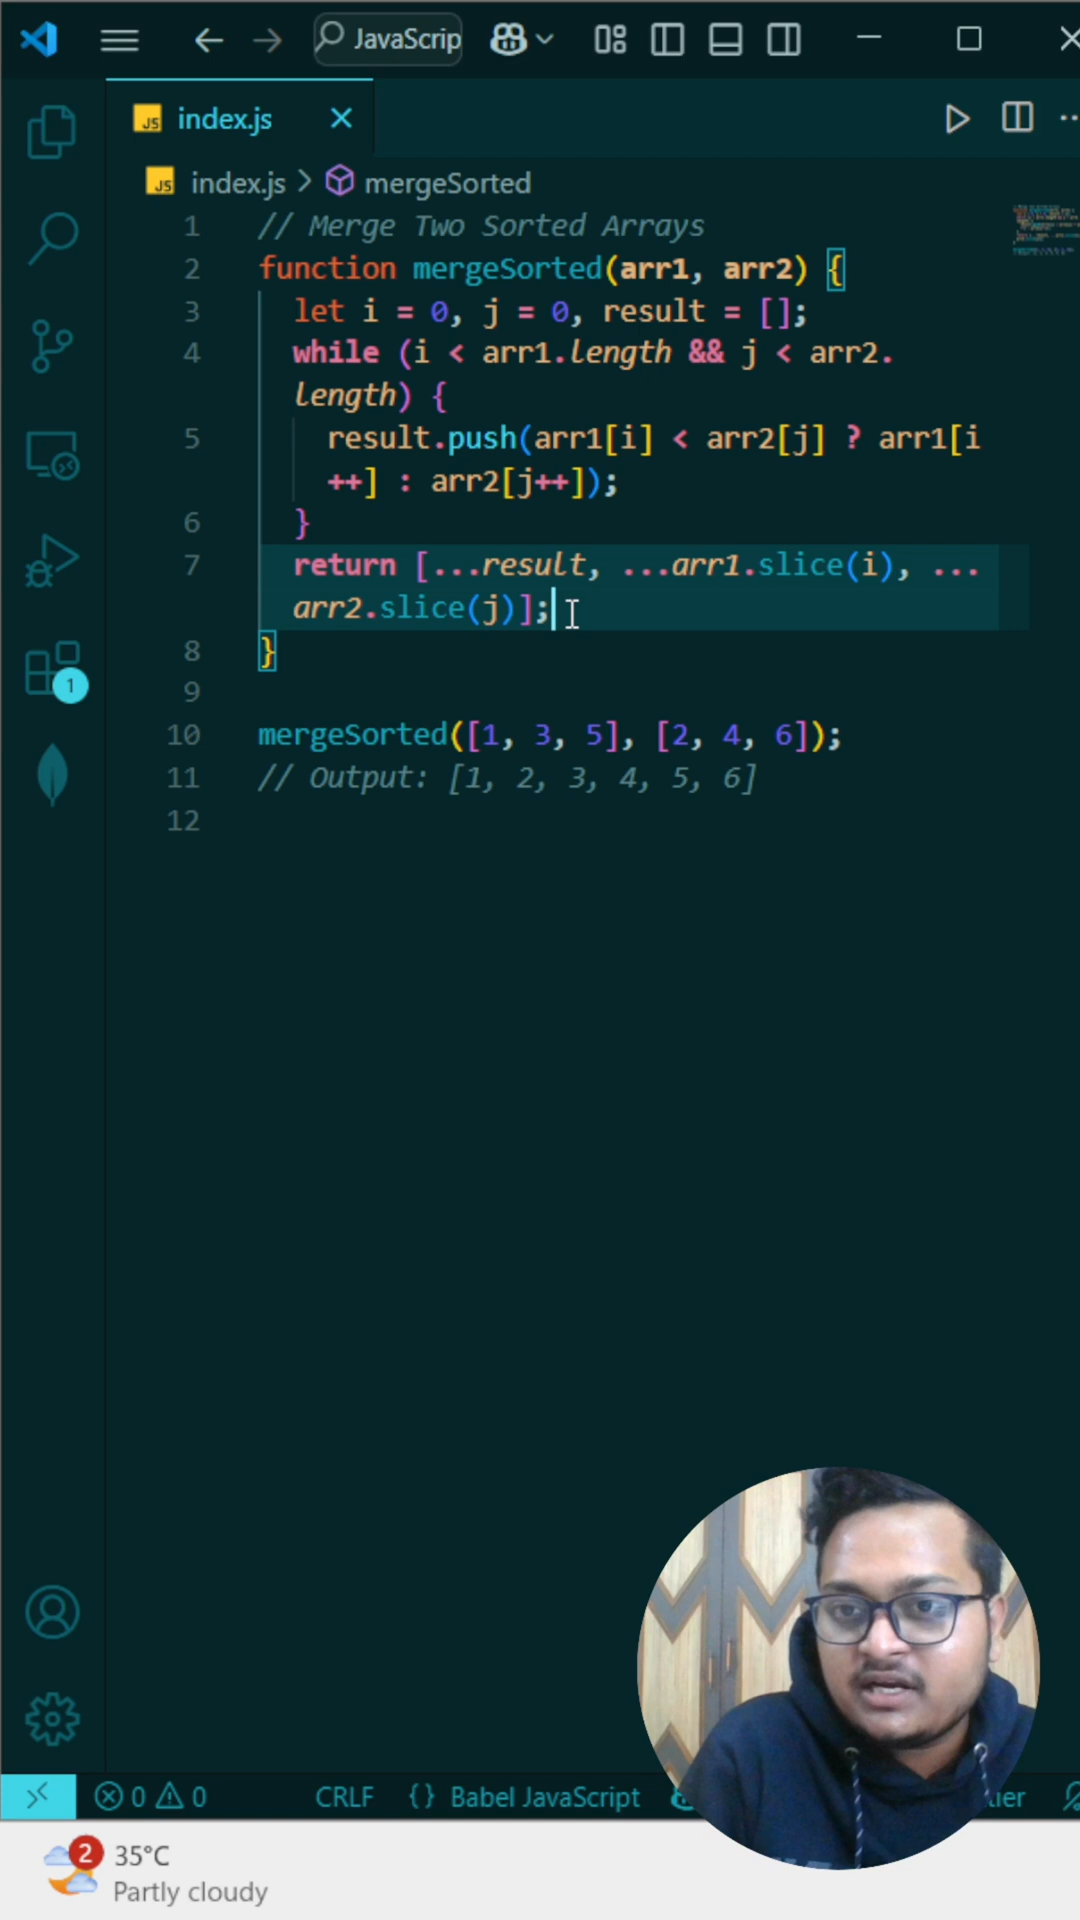 JavaScrip
JS index.js
JS index.js > mergeSorted
1 // Merge Two Sorted Arrays
2 function mergeSorted(arr1, arr2) {
3 let i = 0, j = 0, result = [];
4 while (i < arr1.length && j < arr2.
length) {
5 result.push(arr1[i] < arr2[j] ? arr1[i
++] : arr2[j++]);
6 }
7 return [...result, ...arr1.slice(i), ...
arr2.slice(j)];
8 }
9
10 mergeSorted([1, 3, 5], [2, 4, 6]);
11 // Output: [1, 2, 3, 4, 5, 6]
12
1
0 0 CRLF {} Babel JavaScript
2 35°C
Partly cloudy